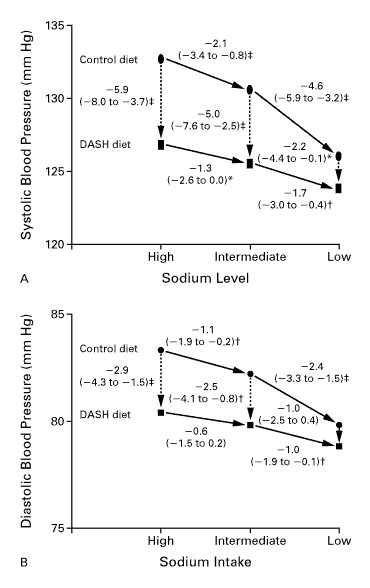 135
130
125
120
Systolic Blood Pressure (mm Hg)
Control diet
−2.1
(−3.4 to −0.8)‡
−5.9
(−8.0 to −3.7)‡
−4.6
(−5.9 to −3.2)‡
−5.0
(−7.6 to −2.5)‡
DASH diet
−2.2
(−4.4 to −0.1)*
−1.3
(−2.6 to 0.0)*
−1.7
(−3.0 to −0.4)†
High Intermediate Low
A Sodium Level
85
80
75
Diastolic Blood Pressure (mm Hg)
−1.1
(−1.9 to −0.2)†
Control diet
−2.9
(−4.3 to −1.5)‡
−2.4
(−3.3 to −1.5)‡
−2.5
(−4.1 to −0.8)†
DASH diet
−1.0
(−2.5 to 0.4)
−0.6
(−1.5 to 0.2)
−1.0
(−1.9 to −0.1)†
High Intermediate Low
B Sodium Intake